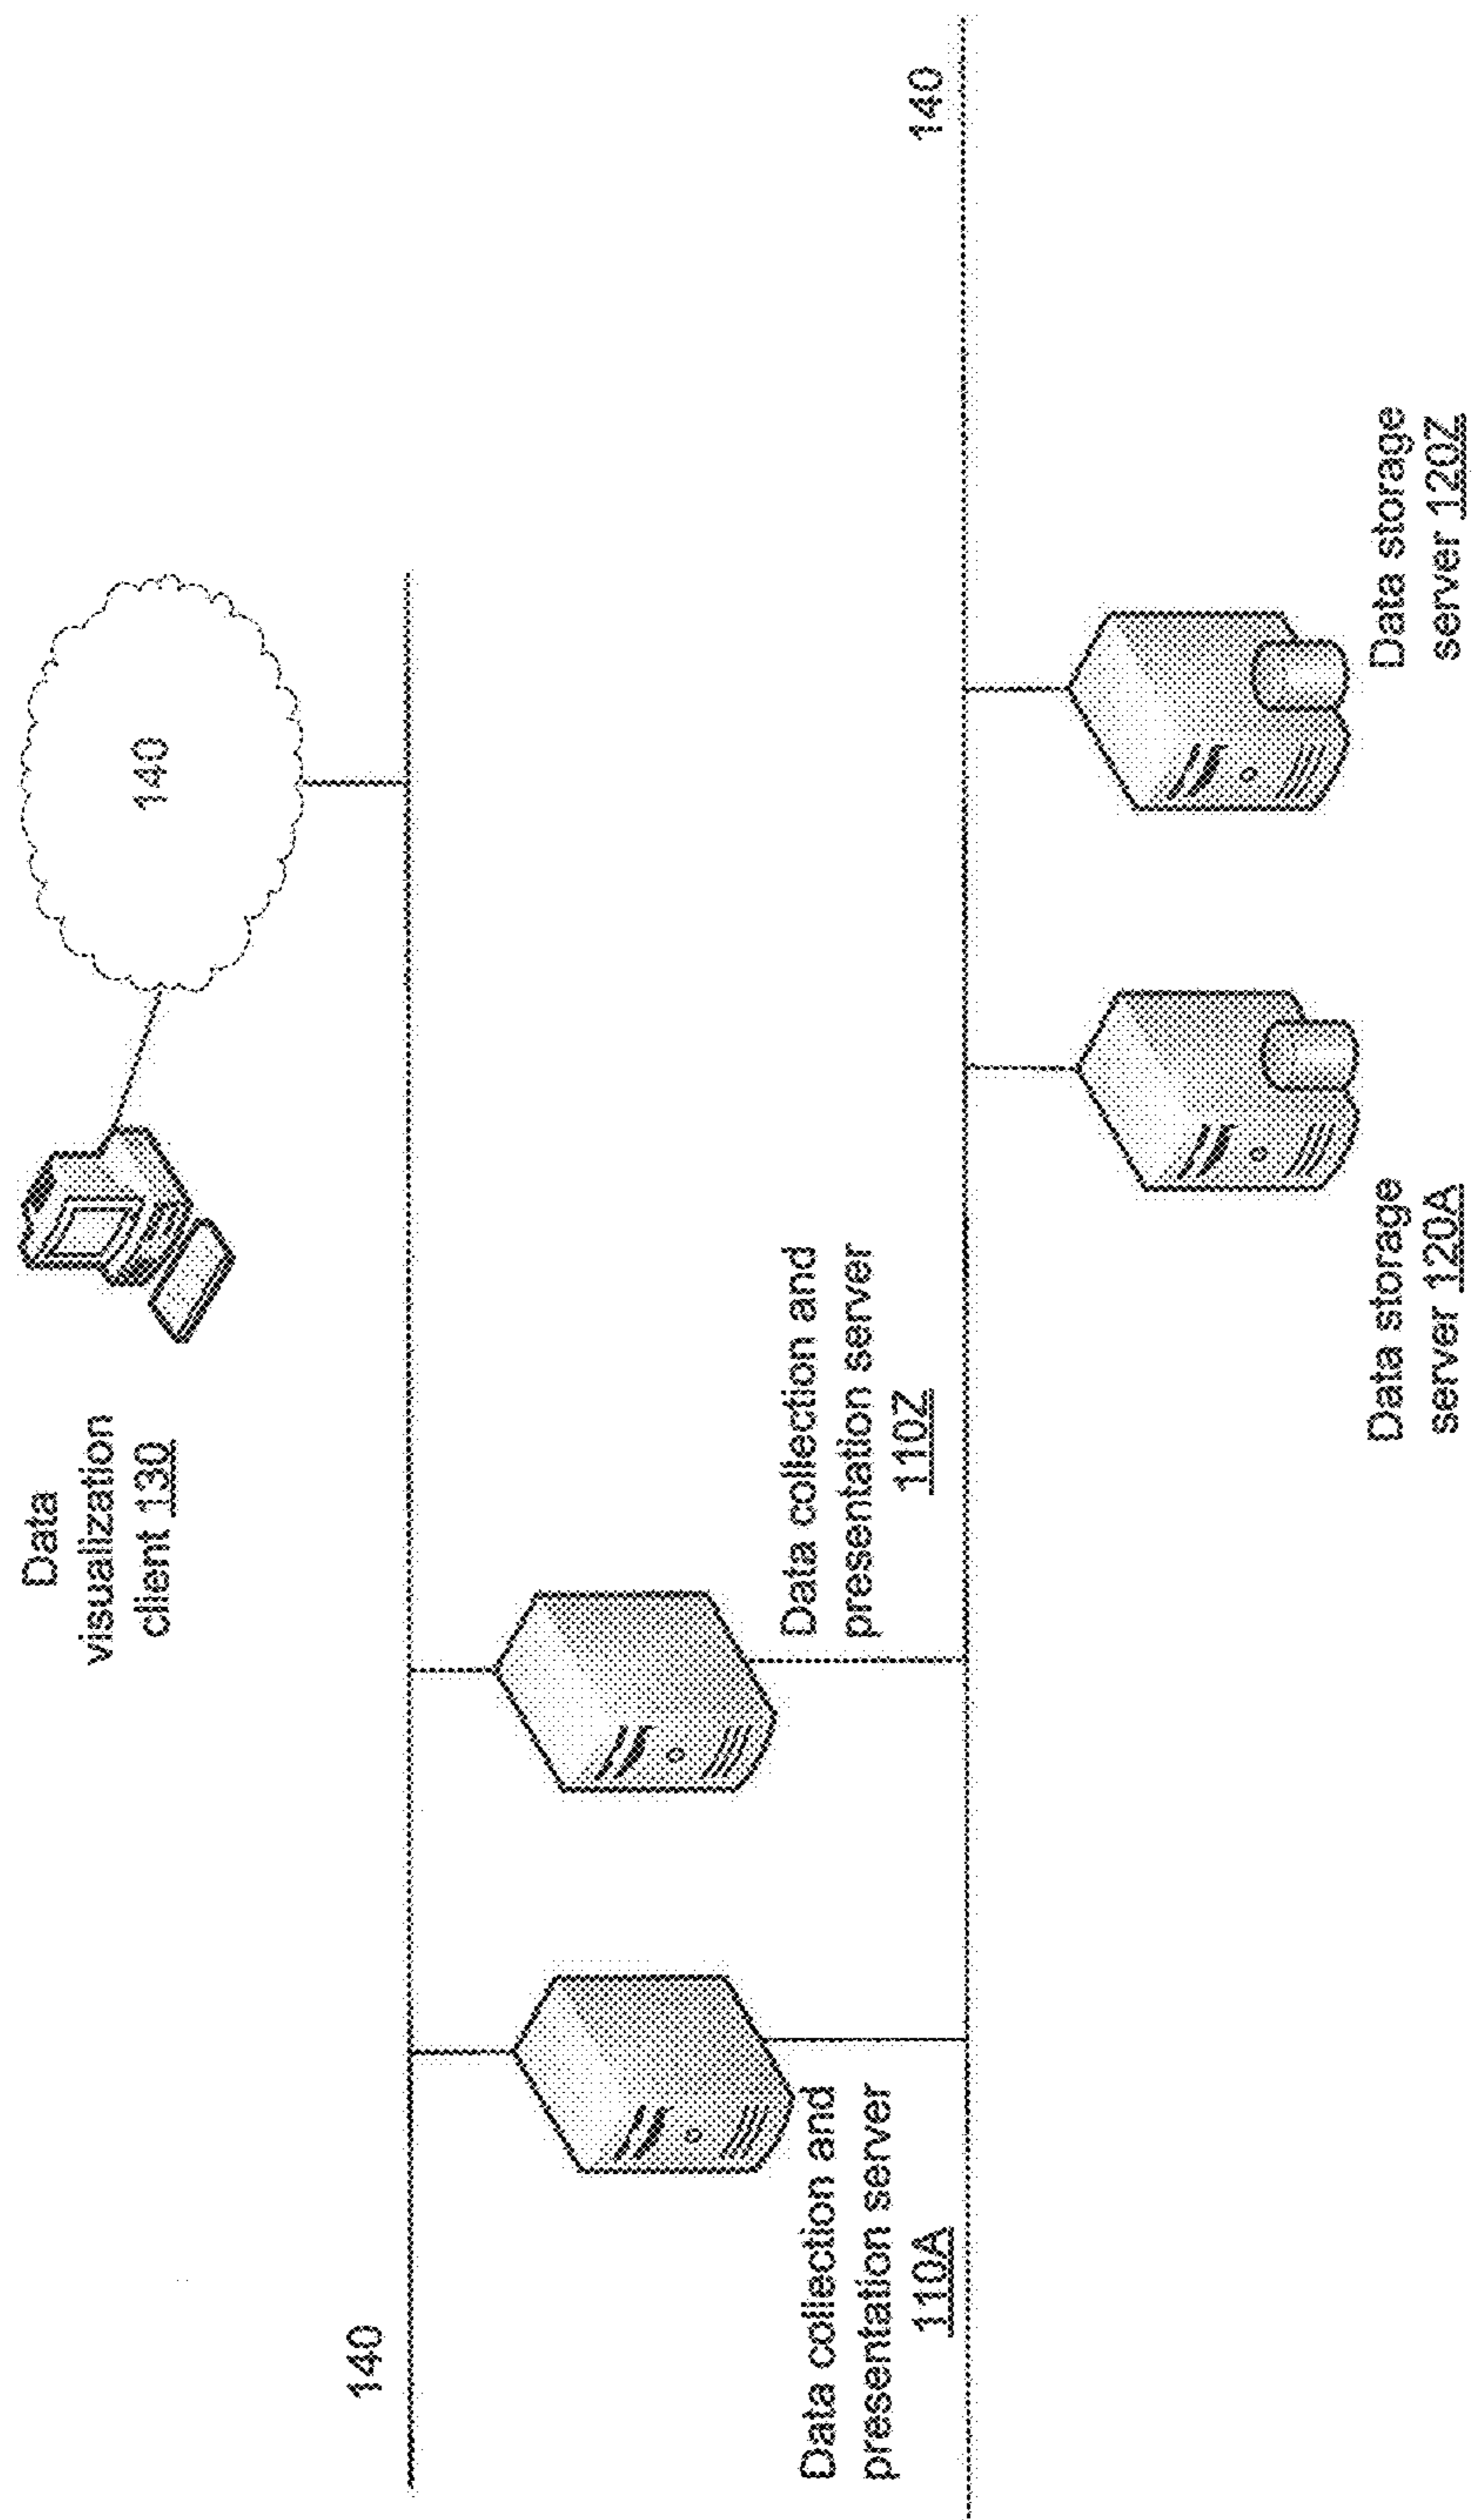 Data
visualization
client 130
140
140
Data collection and
presentation server
110A
Data collection and
presentation server
110Z
140
Data storage
server 120A
Data storage
server 120Z